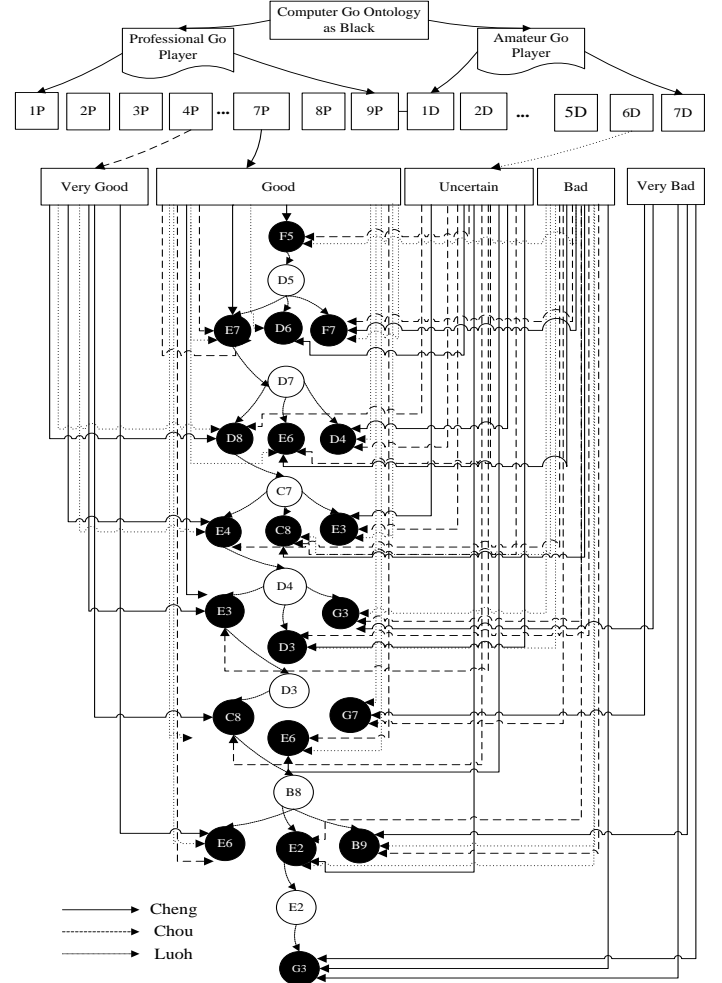 Computer Go Ontology
as Black
Professional Go
Player
Amateur Go
Player
1P
2P
3P
4P
...
7P
8P
9P
1D
2D
...
5D
6D
7D
Very Good
Good
Uncertain
Bad
Very Bad
F5
D5
E7
D6
F7
D7
D8
E6
D4
C7
E4
C8
E3
D4
E3
G3
D3
D3
C8
G7
E6
B8
E6
E2
B9
E2
G3
Cheng
Chou
Luoh